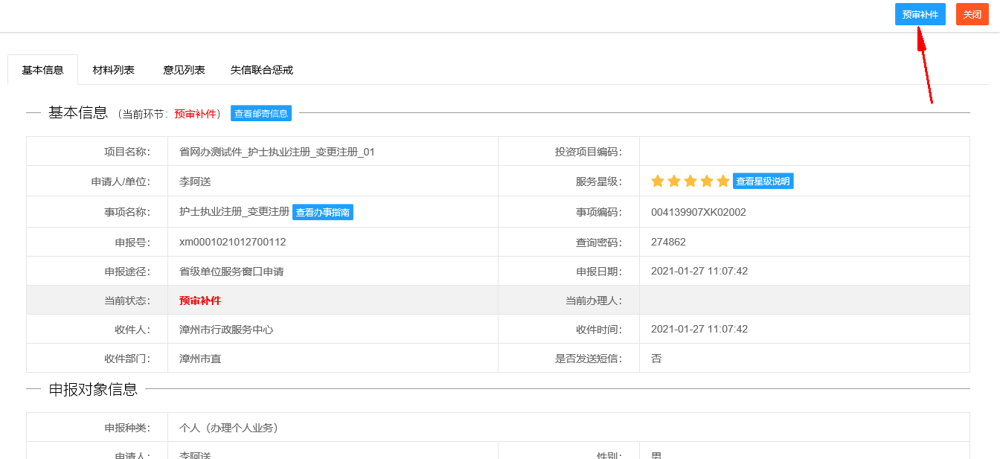 预审补件 关闭
基本信息 材料列表 意见列表 失信联合惩戒
基本信息 （当前环节：预审补件） 查看邮寄信息
项目名称： 省网办测试件_护士执业注册_变更注册_01 投资项目编码：
申请人/单位： 李阿送 服务星级： 查看星级说明
事项名称： 护士执业注册_变更注册 查看办事指南 事项编码： 004139907XK02002
申报号： xm0001021012700112 查询密码： 274862
申报途径： 省级单位服务窗口申请 申报日期： 2021-01-27 11:07:42
当前状态： 预审补件 当前办理人：
收件人： 漳州市行政服务中心 收件时间： 2021-01-27 11:07:42
收件部门： 漳州市直 是否发送短信： 否
申报对象信息
申报种类： 个人（办理个人业务）
申请人： 李阿送 性别： 男